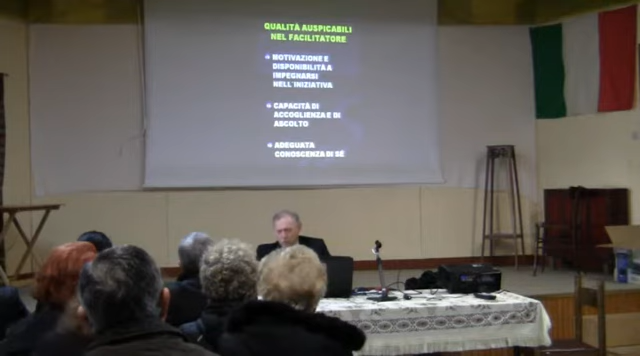 QUALITÀ AUSPICABILI
NEL FACILITATORE
MOTIVAZIONE E
DISPONIBILITÀ A
IMPEGNARSI
NELL'INIZIATIVA
CAPACITÀ DI
ACCOGLIENZA E DI
ASCOLTO
ADEGUATA
CONOSCENZA DI SÉ